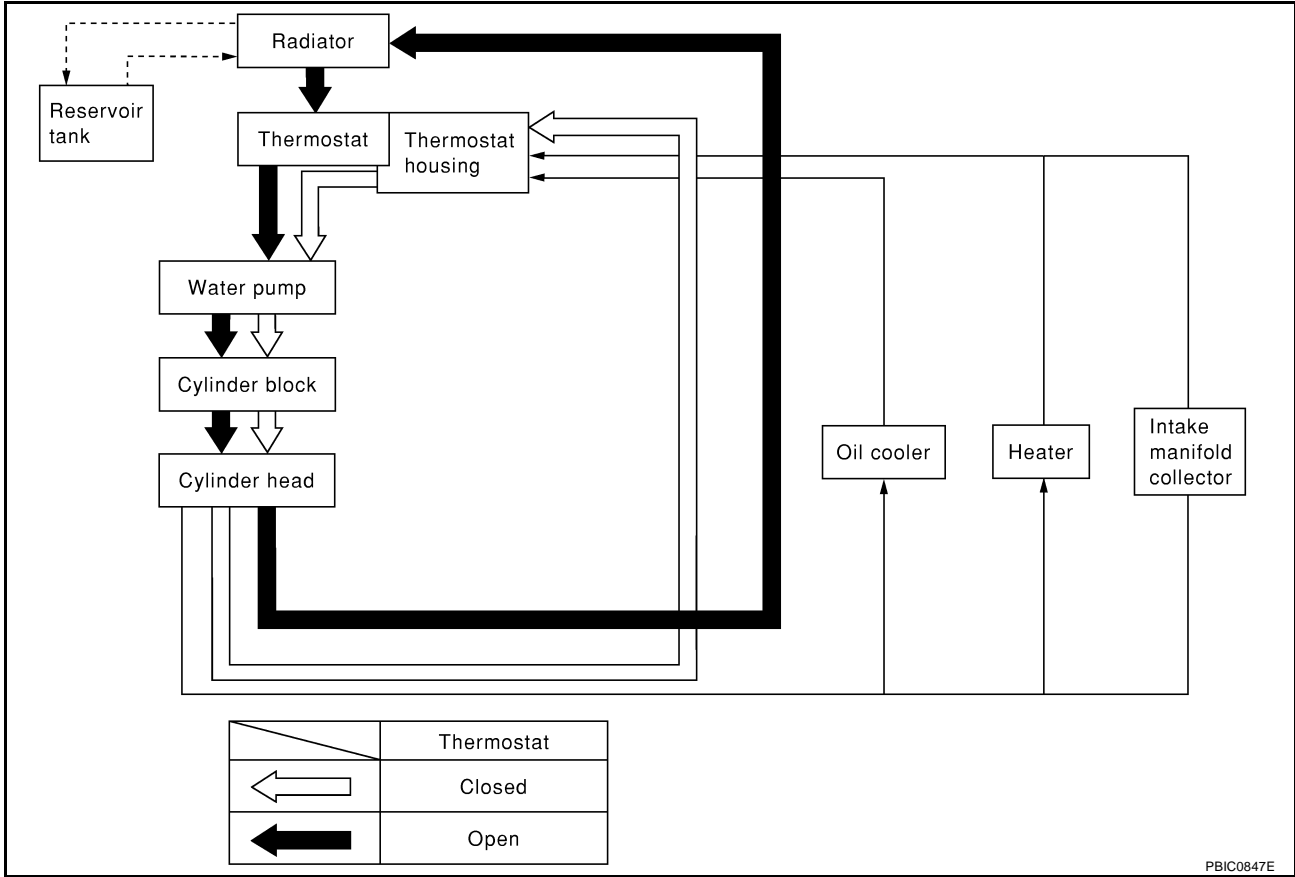 Radiator
Reservoir
tank
Thermostat
Thermostat
housing
Water pump
Cylinder block
Cylinder head
Oil cooler
Heater
Intake
manifold
collector
Thermostat
Closed
Open
PBIC0847E